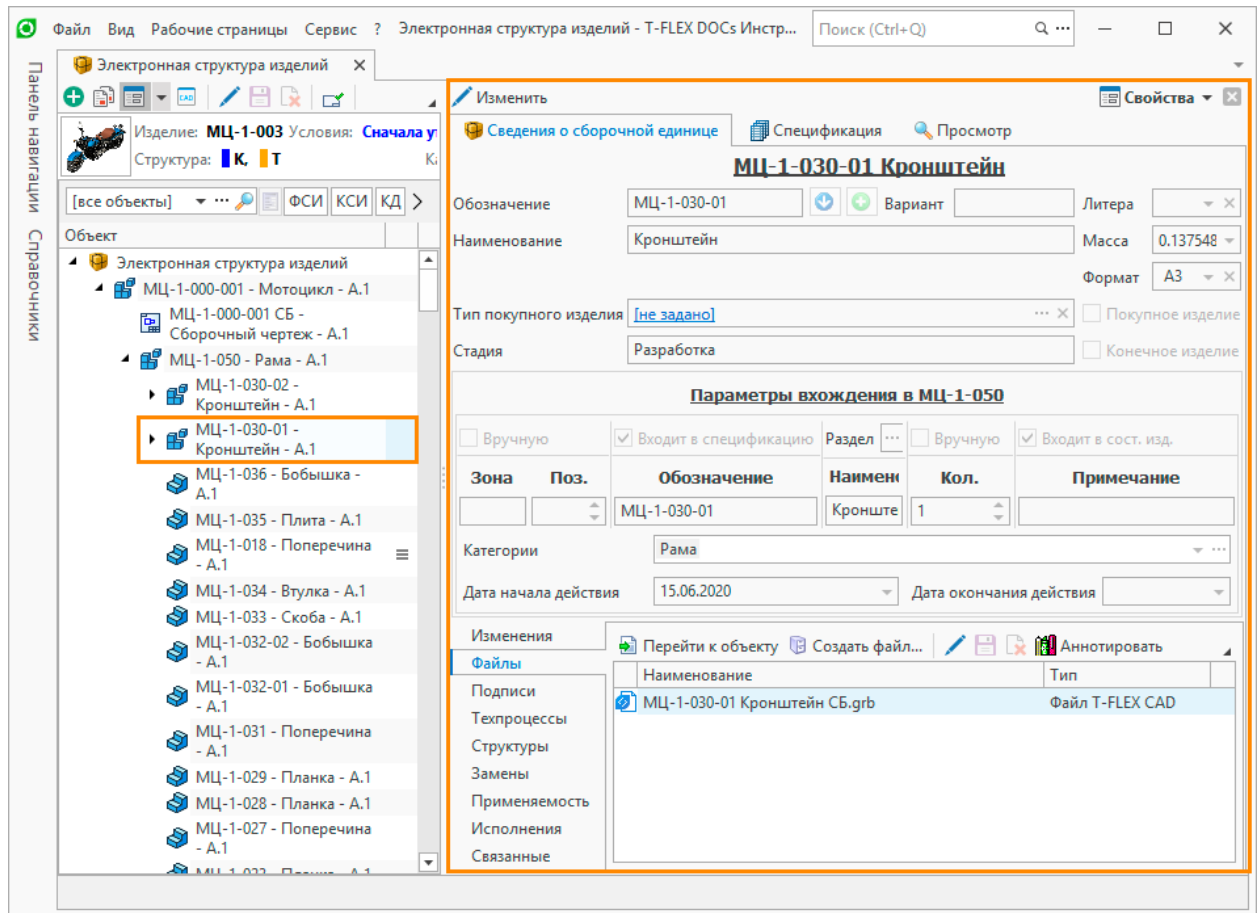 Файл Вид Рабочие страницы Сервис ? Электронная структура изделий - T-FLEX DOCs Инстр... Поиск (Ctrl+Q)
Панель навигации
Справочники
Электронная структура изделий
CAD
Изделие: МЦ-1-003 Условия: Сначала у
Структура: К, Т
[все объекты] ФСИ КСИ КД
Объект
Электронная структура изделий
МЦ-1-000-001 - Мотоцикл - А.1
МЦ-1-000-001 СБ -
Сборочный чертеж - А.1
МЦ-1-050 - Рама - А.1
МЦ-1-030-02 -
Кронштейн - А.1
МЦ-1-030-01 -
Кронштейн - А.1
МЦ-1-036 - Бобышка -
А.1
МЦ-1-035 - Плита - А.1
МЦ-1-018 - Поперечина
- А.1
МЦ-1-034 - Втулка - А.1
МЦ-1-033 - Скоба - А.1
МЦ-1-032-02 - Бобышка
- А.1
МЦ-1-032-01 - Бобышка
- А.1
МЦ-1-031 - Поперечина
- А.1
МЦ-1-029 - Планка - А.1
МЦ-1-028 - Планка - А.1
МЦ-1-027 - Поперечина
- А.1
Изменить Свойства
Сведения о сборочной единице Спецификация Просмотр
МЦ-1-030-01 Кронштейн
Обозначение МЦ-1-030-01 Вариант Литера
Наименование Кронштейн Масса 0.137548
Формат А3
Тип покупного изделия [не задано] Покупное изделие
Стадия Разработка Конечное изделие
Параметры вхождения в МЦ-1-050
Вручную Входит в спецификацию Раздел ... Вручную Входит в сост. изд.
Зона Поз. Обозначение Наимен Кол. Примечание
МЦ-1-030-01 Кронште 1
Категории Рама
Дата начала действия 15.06.2020 Дата окончания действия
Изменения
Файлы
Подписи
Техпроцессы
Структуры
Замены
Применяемость
Исполнения
Связанные
Перейти к объекту Создать файл... Аннотировать
Наименование Тип
МЦ-1-030-01 Кронштейн СБ.grb Файл T-FLEX CAD